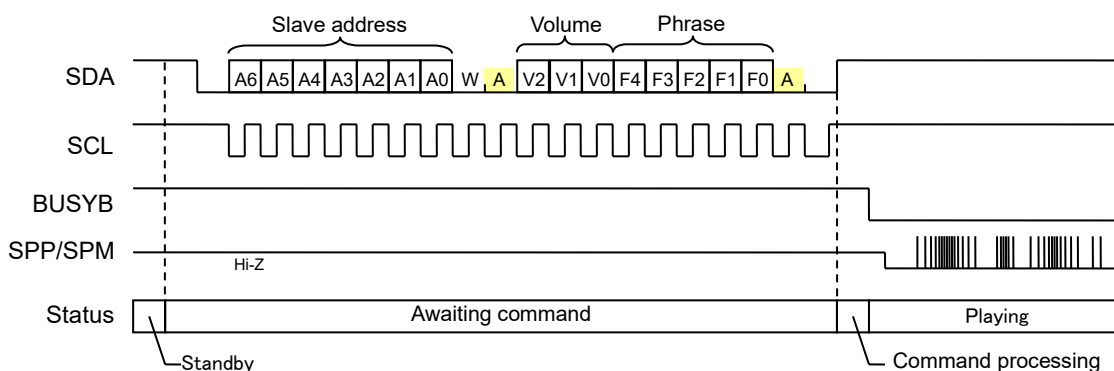 Slave address Volume Phrase
SDA A6 A5 A4 A3 A2 A1 A0 W A V2 V1 V0 F4 F3 F2 F1 F0 A
SCL
BUSYB
SPP/SPM
Hi-Z
Status Awaiting command Playing
Standby Command processing